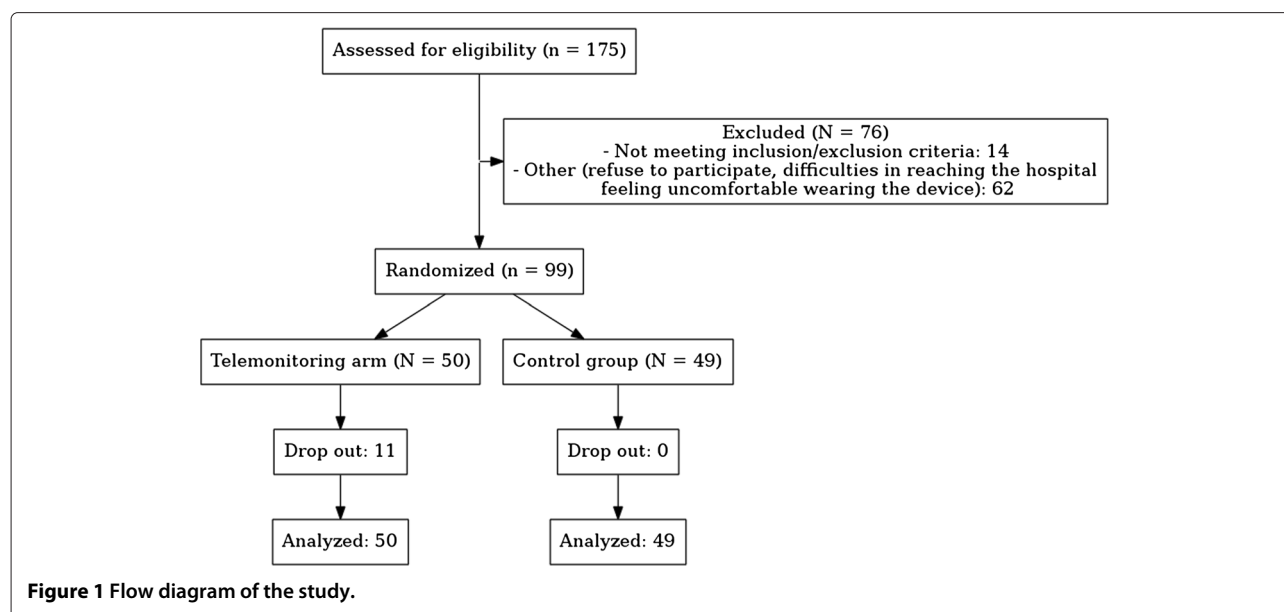 Assessed for eligibility (n = 175)
Excluded (N = 76)
- Not meeting inclusion/exclusion criteria: 14
- Other (refuse to participate, difficulties in reaching the hospital
feeling uncomfortable wearing the device): 62
Randomized (n = 99)
Telemonitoring arm (N = 50)
Control group (N = 49)
Drop out: 11
Drop out: 0
Analyzed: 50
Analyzed: 49
Figure 1 Flow diagram of the study.